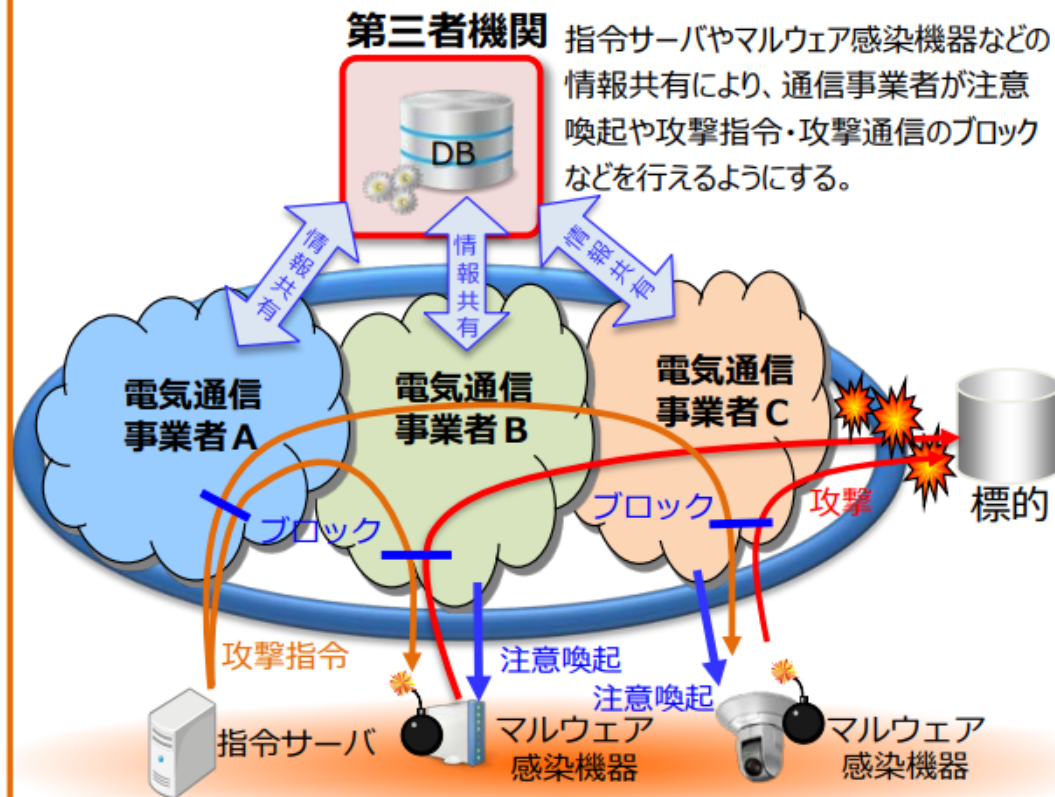 第三者機関
指令サーバやマルウェア感染機器などの
情報共有により、通信事業者が注意
喚起や攻撃指令・攻撃通信のブロック
などを行えるようにする。
DB
情報共有
情報共有
情報共有
電気通信
事業者A
電気通信
事業者B
電気通信
事業者C
ブロック
ブロック
攻撃
標的
攻撃指令
注意喚起
注意喚起
指令サーバ
マルウェア
感染機器
マルウェア
感染機器